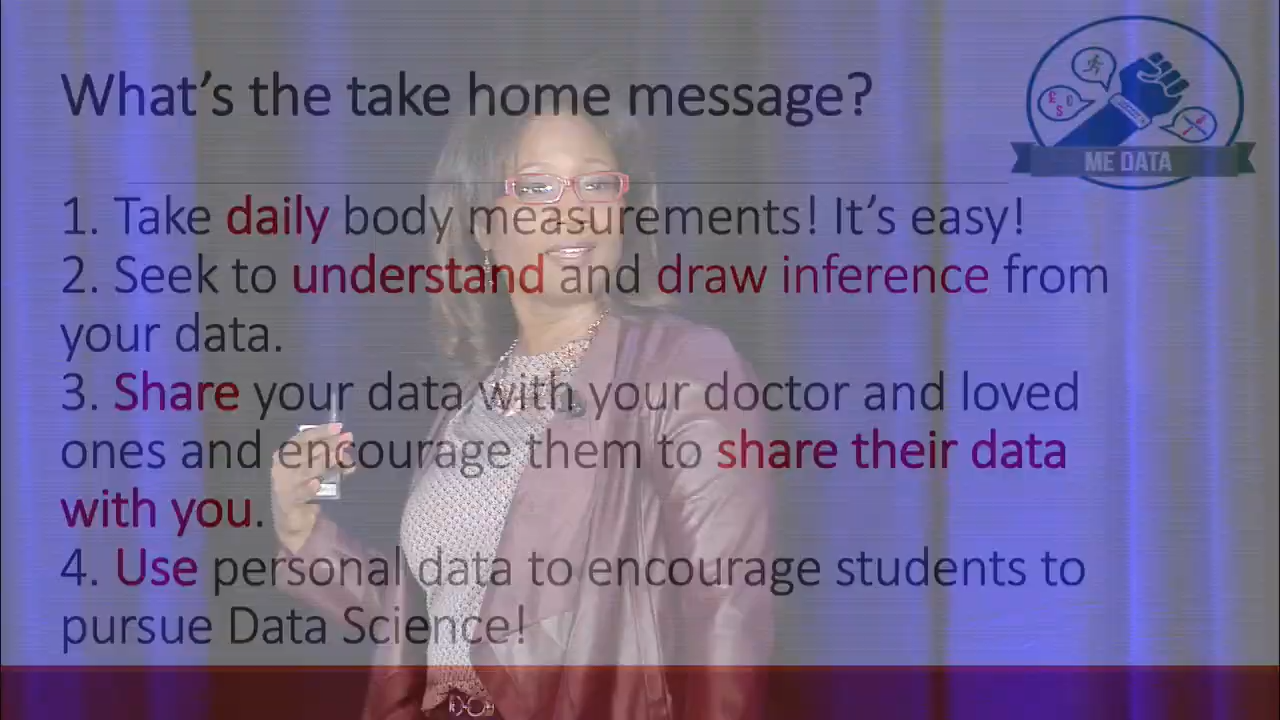 What's the take home message?
ME DATA
1. Take daily body measurements! It's easy!
2. Seek to understand and draw inference from
your data.
3. Share your data with your doctor and loved
ones and encourage them to share their data
with you.
4. Use personal data to encourage students to
pursue Data Science!